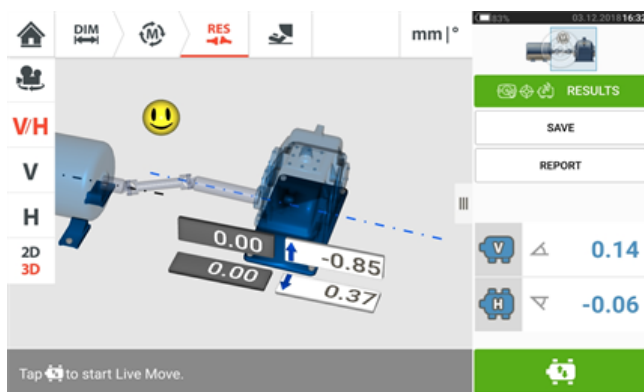 DIM
M
RES
mm|°
83%
03.12.2018 16:32
RESULTS
SAVE
REPORT
V/H
V
H
2D
3D
0.00
-0.85
0.00
0.37
V
0.14
H
-0.06
Tap to start Live Move.